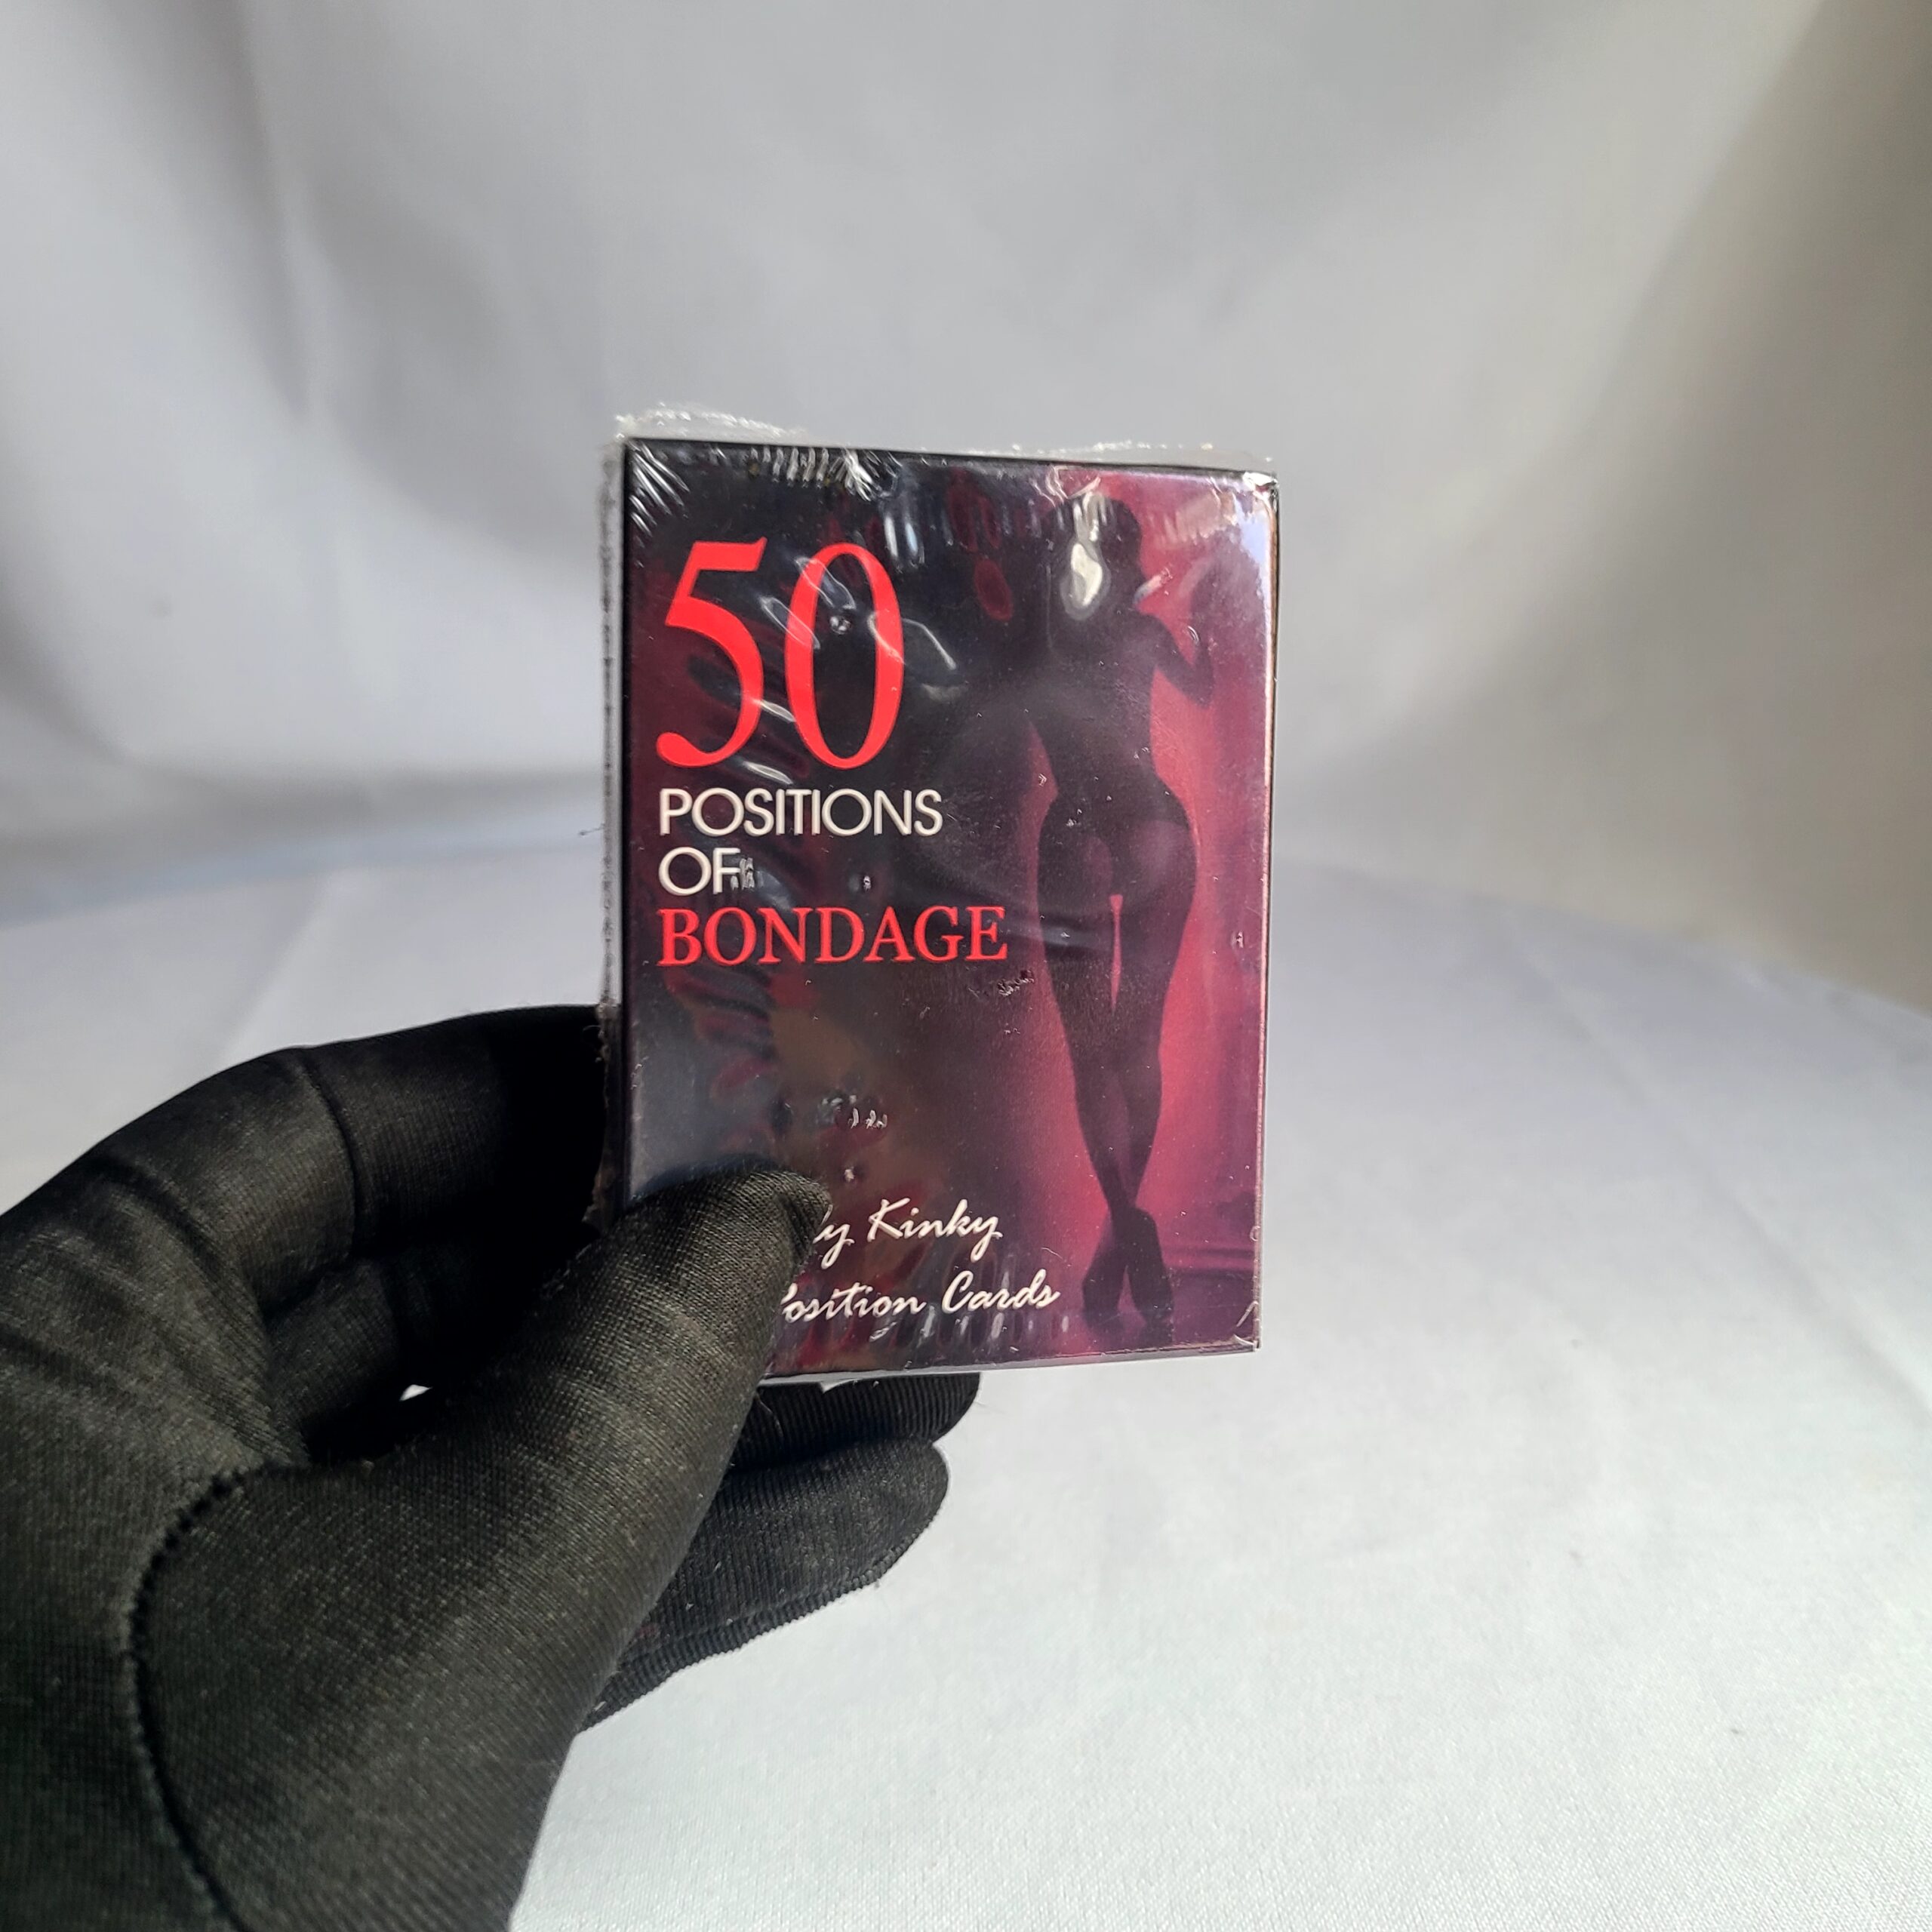 50
POSITIONS
OF
BONDAGE
Kinky
Cards